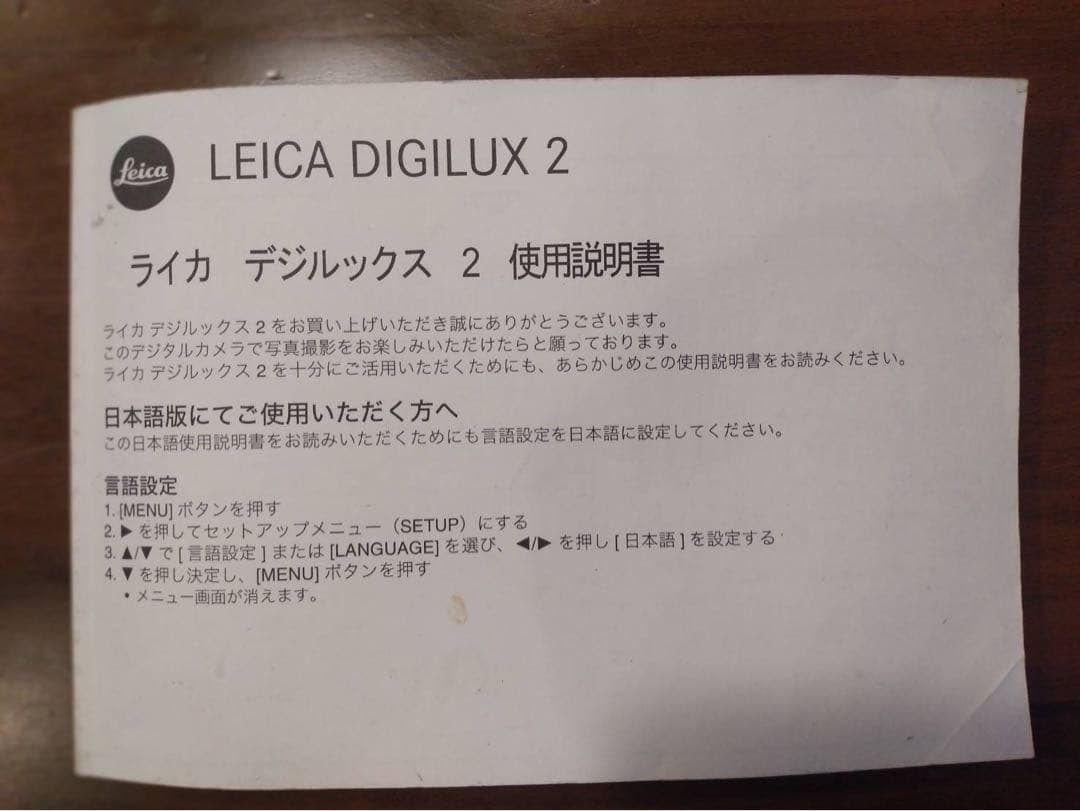 Leica
LEICA DIGILUX 2
ライカ デジルックス 2 使用説明書
ライカ デジルックス 2 をお買い上げいただき誠にありがとうございます。
このデジタルカメラで写真撮影をお楽しみいただけたらと願っております。
ライカ デジルックス 2 を十分にご活用いただくためにも、あらかじめこの使用説明書をお読みください。
日本語版にてご使用いただく方へ
この日本語使用説明書をお読みいただくためにも言語設定を日本語に設定してください。
言語設定
1. [MENU] ボタンを押す
2. ▶ を押してセットアップメニュー（SETUP）にする
3. ▲/▼ で [ 言語設定 ] または [LANGUAGE] を選び、◀/▶ を押し [ 日本語 ] を設定する
4. ▼ を押し決定し、[MENU] ボタンを押す
• メニュー画面が消えます。